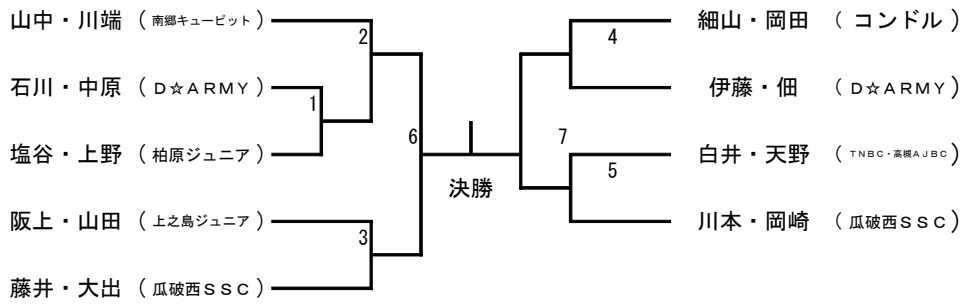 山中・川端 （南郷キューピット）
2
4
細山・岡田 （コンドル）
石川・中原 （Ｄ☆ＡＲＭＹ）
1
伊藤・佃 （Ｄ☆ＡＲＭＹ）
6
7
塩谷・上野 （柏原ジュニア）
5
白井・天野 （ＴＮＢＣ・高槻ＡＪＢＣ）
決勝
阪上・山田 （上之島ジュニア）
3
川本・岡崎 （瓜破西ＳＳＣ）
藤井・大出 （瓜破西ＳＳＣ）